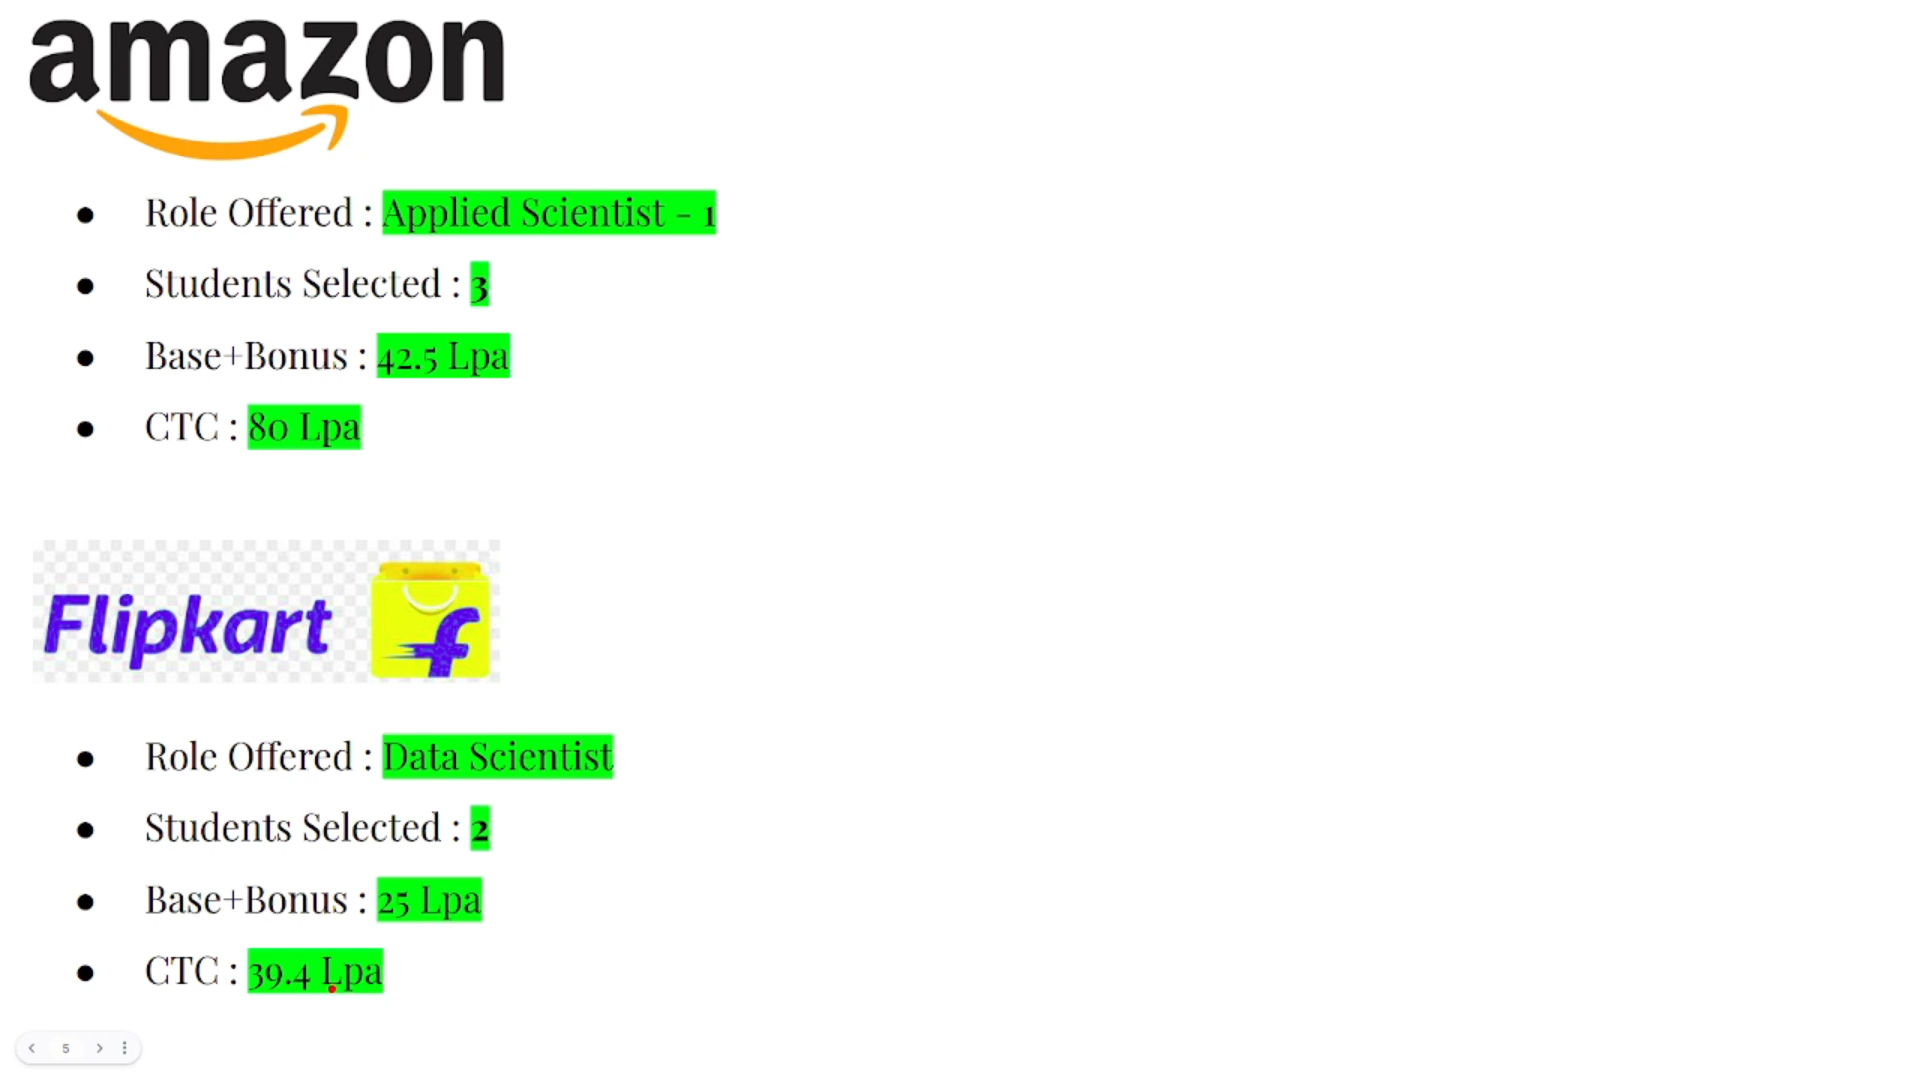 amazon
● Role Offered : Applied Scientist - 1
● Students Selected : 3
● Base+Bonus : 42.5 Lpa
● CTC : 80 Lpa
Flipkart f
● Role Offered : Data Scientist
● Students Selected : 2
● Base+Bonus : 25 Lpa
● CTC : 39.4 Lpa
5